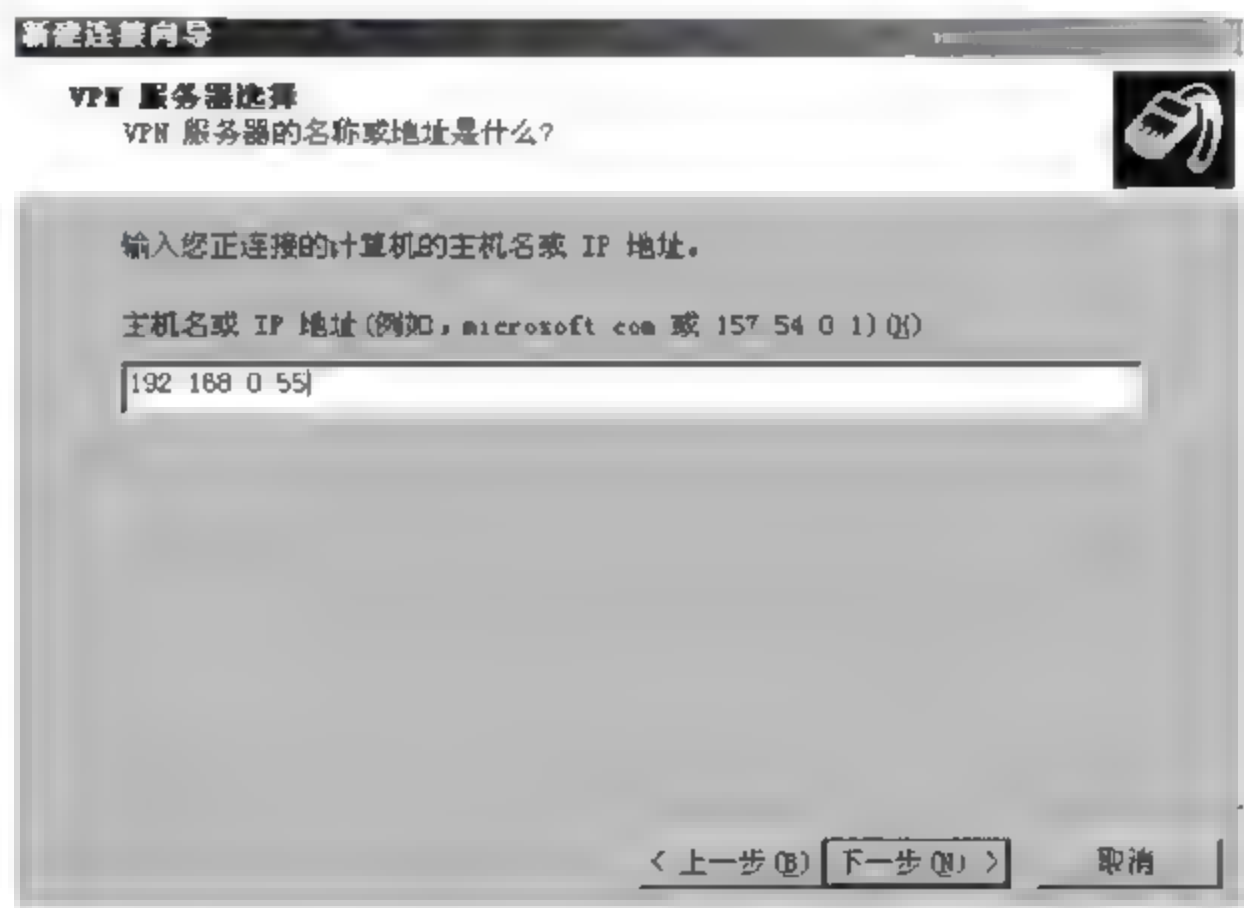 新建连接向导
VPN 服务器选择
VPN 服务器的名称或地址是什么?
输入您正连接的计算机的主机名或 IP 地址。
主机名或 IP 地址(例如，microsoft com 或 157 54 0 1)(H)
192 168 0 55
< 上一步(B) 下一步(N) > 取消